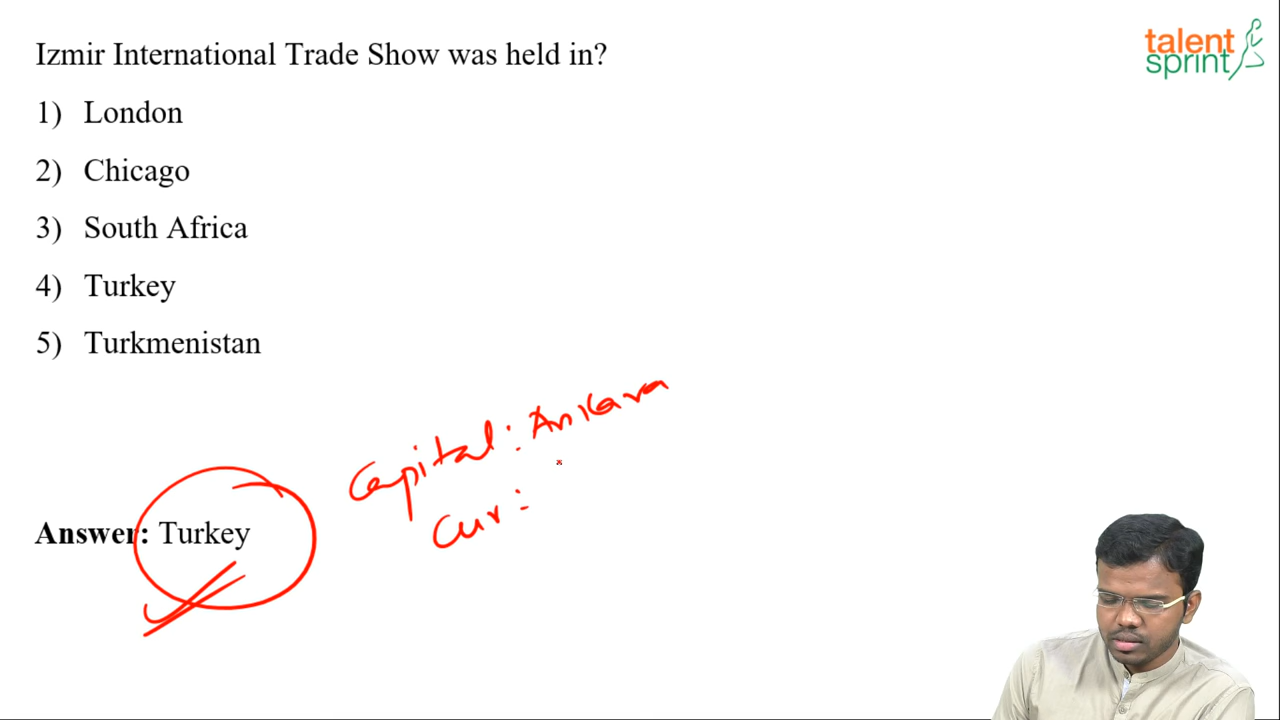 Izmir International Trade Show was held in?
talent
sprint
1) London
2) Chicago
3) South Africa
4) Turkey
5) Turkmenistan
Capital: Ankara
Cur:
Answer: Turkey